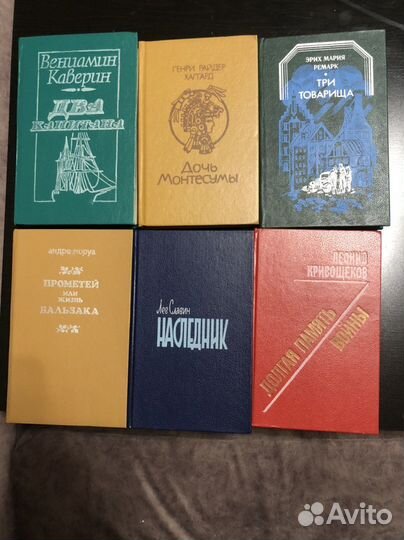 Вениамин
Каверин
ДВА
КАПИТАНА
ГЕНРИ РАЙДЕР
ХАГГАРД
Дочь
Монтесумы
ЭРИХ МАРИЯ
РЕМАРК
ТРИ
ТОВАРИЩА
андре моруа
ПРОМЕТЕЙ
ИЛИ ЖИЗНЬ
БАЛЬЗАКА
Лев Славин
НАСЛЕДНИК
ЛЕОНИД
КРИВОЩЕКОВ
ДОЛГАЯ ПАМЯТЬ
ВОЙНЫ
Avito